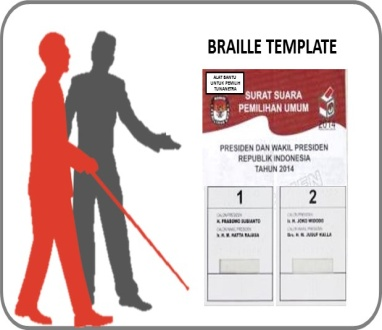 BRAILLE TEMPLATE
ALAT BANTU
UNTUK PEMILIH
TUNANETRA
SURAT SUARA
PEMILIHAN UMUM
2014
PRESIDEN DAN WAKIL PRESIDEN
REPUBLIK INDONESIA
TAHUN 2014
1
CALON PRESIDEN
H. PRABOWO SUBIANTO
CALON WAKIL PRESIDEN
Ir. H. M. HATTA RAJASA
2
CALON PRESIDEN
Ir. H. JOKO WIDODO
CALON WAKIL PRESIDEN
Drs. H. M. JUSUF KALLA